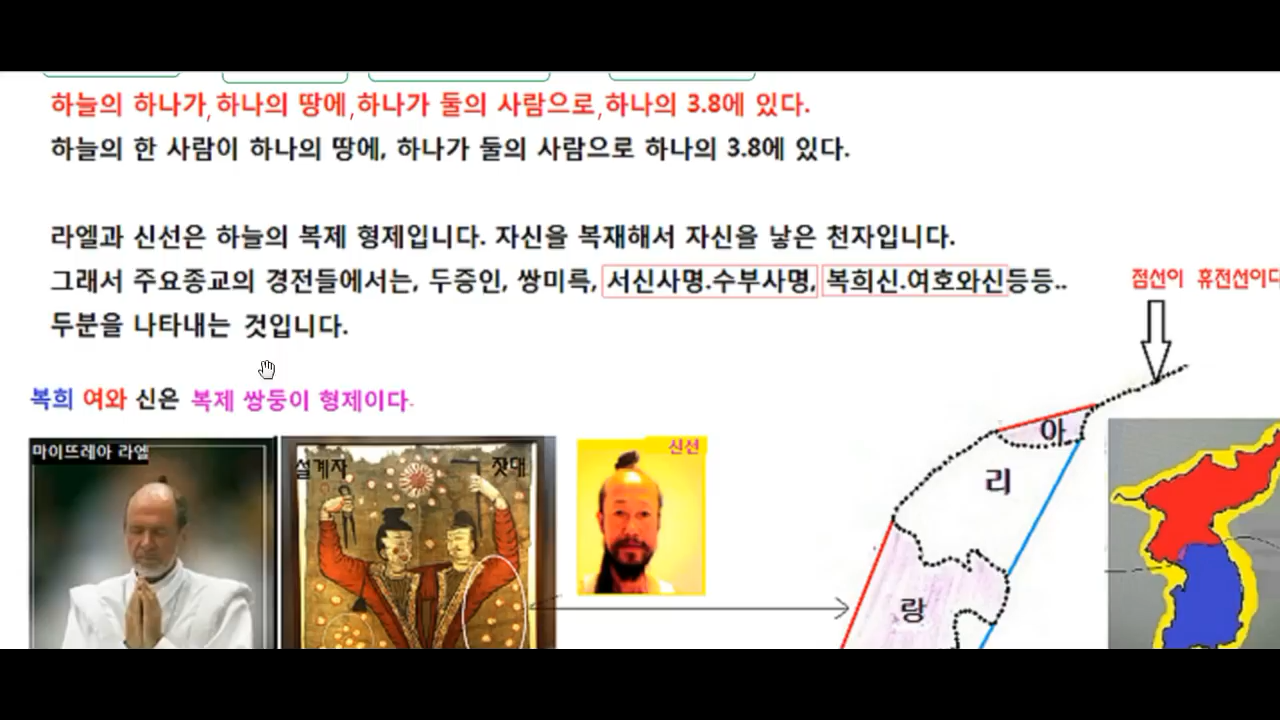 하늘의 하나가, 하나의 땅에, 하나가 둘의 사람으로, 하나의 3.8에 있다.
하늘의 한 사람이 하나의 땅에, 하나가 둘의 사람으로 하나의 3.8에 있다.
라엘과 신선은 하늘의 복제 형제입니다. 자신을 복재해서 자신을 낳은 천자입니다.
그래서 주요종교의 경전들에서는, 두증인, 쌍미륵, 서신사명.수부사명, 복희신.여호와신등등..
두분을 나타내는 것입니다.
점선이 휴전선이다
복희 여와 신은 복제 쌍둥이 형제이다.
마이뜨레아 라엘
설계자
잣대
신선
아
리
랑